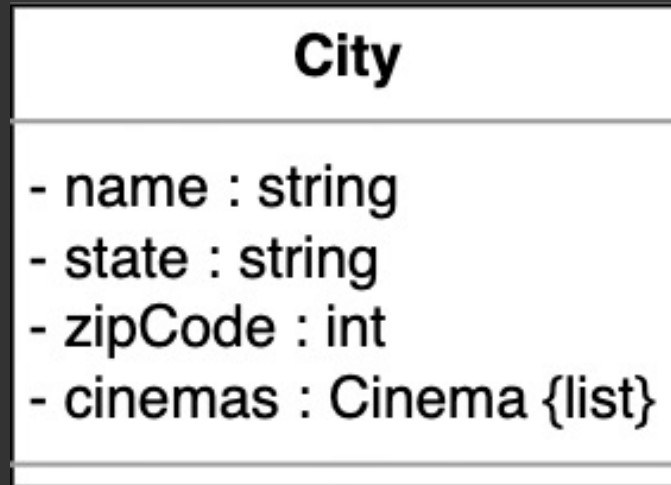 City
- name : string
- state : string
- zipCode : int
- cinemas : Cinema {list}